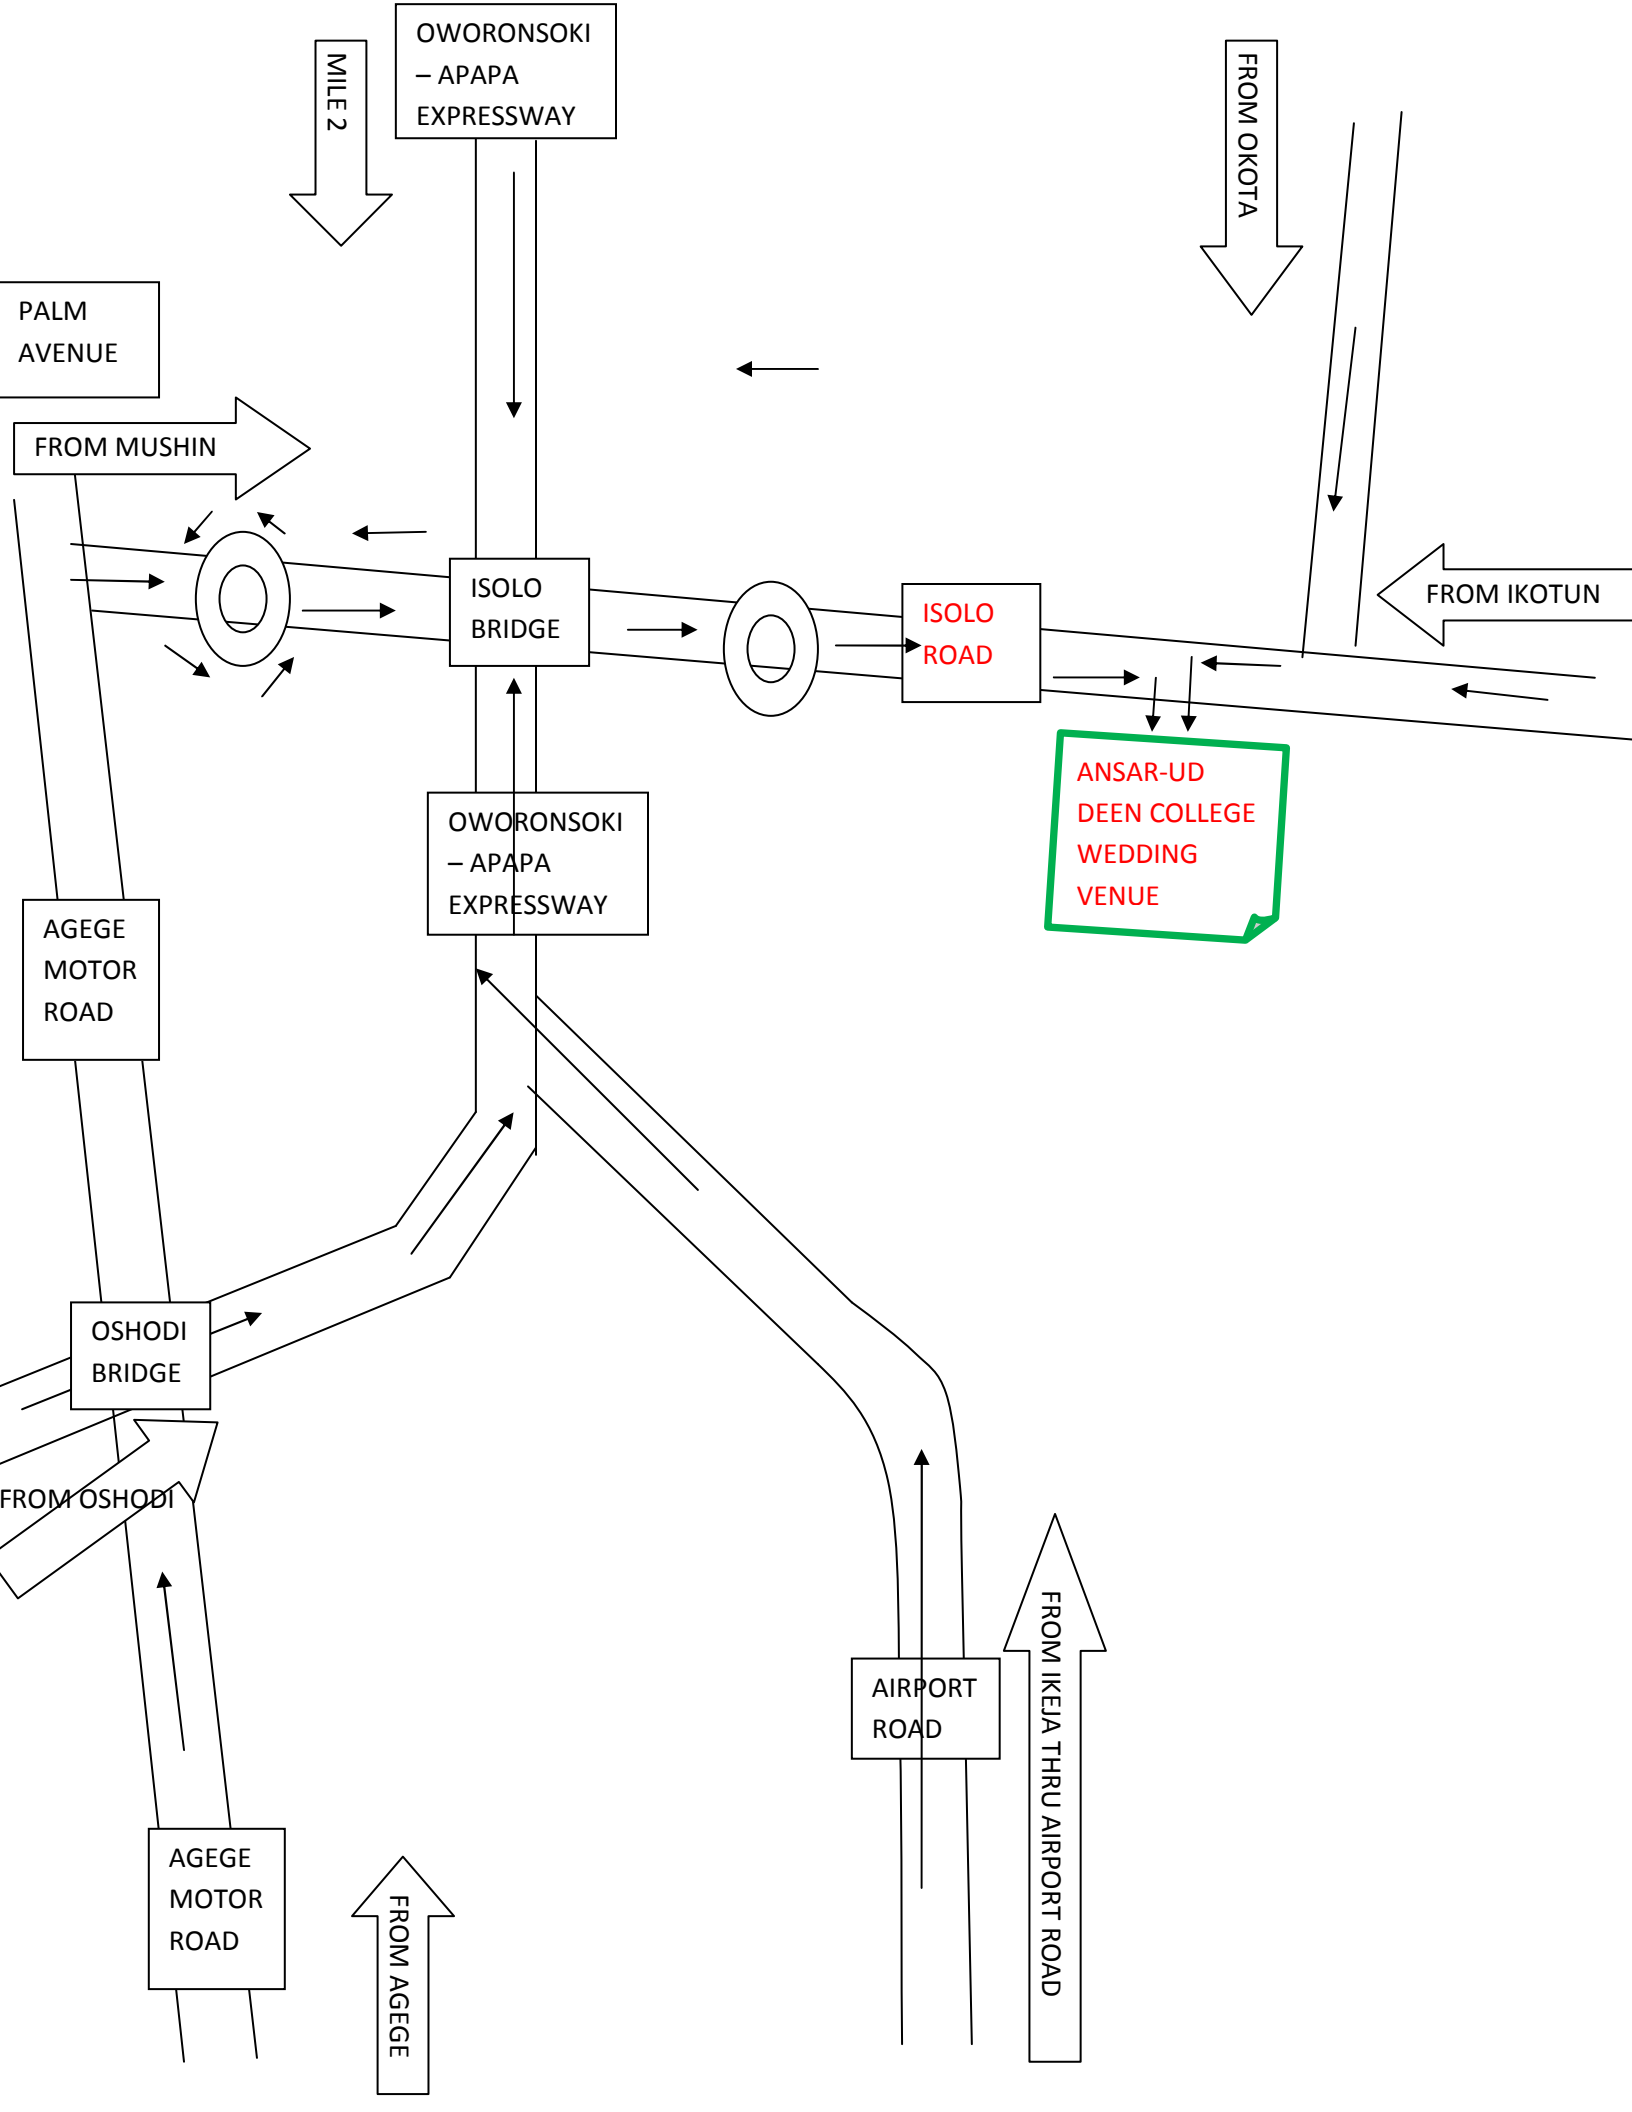 OWORONSOKI
– APAPA
EXPRESSWAY
MILE 2
FROM OKOTA
PALM
AVENUE
FROM MUSHIN
ISOLO
BRIDGE
ISOLO
ROAD
FROM IKOTUN
ANSAR-UD
DEEN COLLEGE
WEDDING
VENUE
OWORONSOKI
– APAPA
EXPRESSWAY
AGEGE
MOTOR
ROAD
OSHODI
BRIDGE
FROM OSHODI
AIRPORT
ROAD
FROM IKEJA THRU AIRPORT ROAD
AGEGE
MOTOR
ROAD
FROM AGEGE